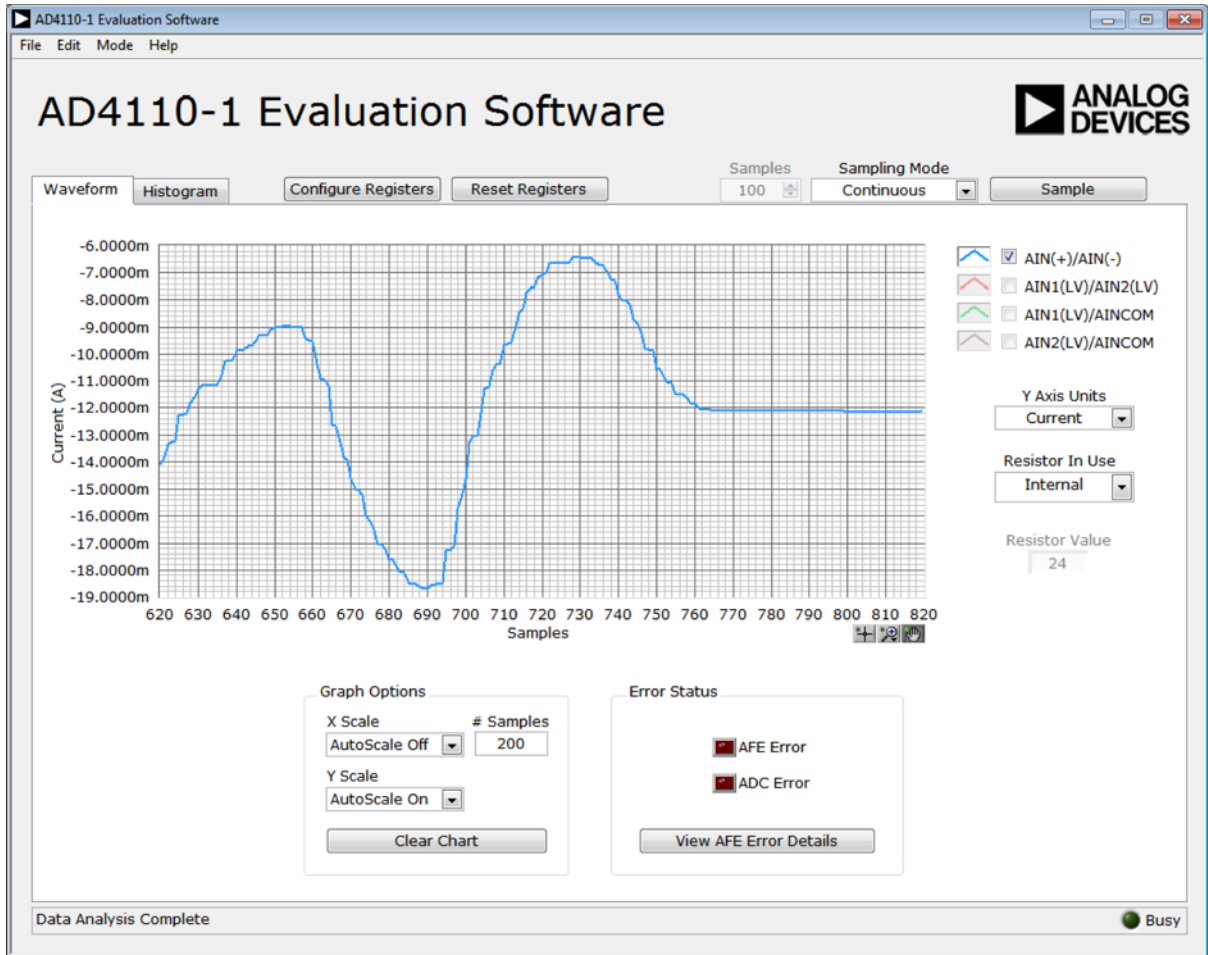 AD4110-1 Evaluation Software
File Edit Mode Help
AD4110-1 Evaluation Software
ANALOG
DEVICES
Waveform
Histogram
Configure Registers
Reset Registers
Samples
100
Sampling Mode
Continuous
Sample
-6.0000m
-7.0000m
-8.0000m
-9.0000m
-10.0000m
-11.0000m
-12.0000m
-13.0000m
-14.0000m
-15.0000m
-16.0000m
-17.0000m
-18.0000m
-19.0000m
Current (A)
620 630 640 650 660 670 680 690 700 710 720 730 740 750 760 770 780 790 800 810 820
Samples
AIN(+)/AIN(-)
AIN1(LV)/AIN2(LV)
AIN1(LV)/AINCOM
AIN2(LV)/AINCOM
Y Axis Units
Current
Resistor In Use
Internal
Resistor Value
24
Graph Options
X Scale
AutoScale Off
# Samples
200
Y Scale
AutoScale On
Clear Chart
Error Status
AFE Error
ADC Error
View AFE Error Details
Data Analysis Complete
Busy